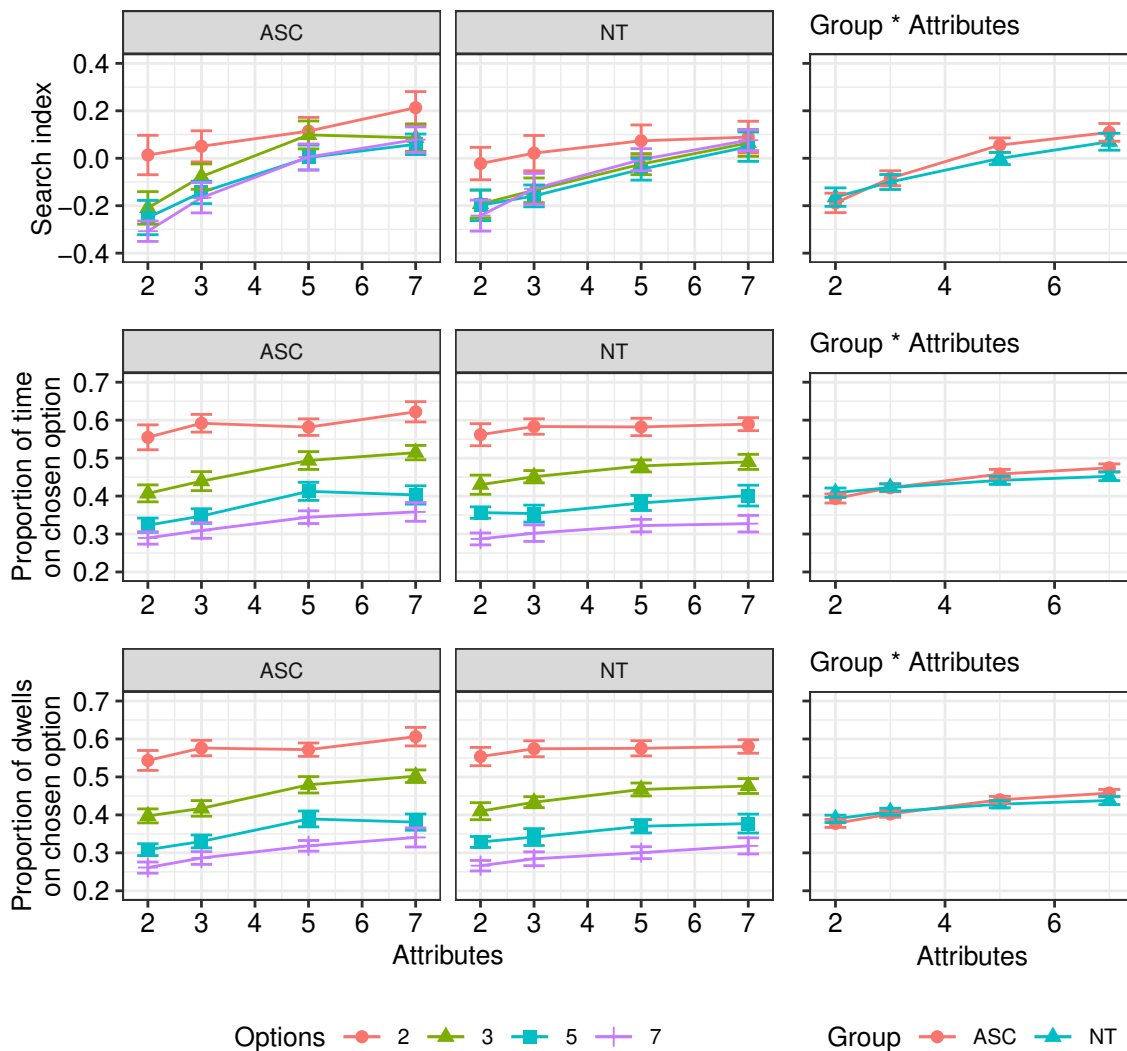 Group * Attributes
ASC
NT
Search index
0.4
0.2
0.0
−0.2
−0.4
2 3 4 5 6 7
2 3 4 5 6 7
2 4 6
Group * Attributes
ASC
NT
Proportion of time
on chosen option
0.7
0.6
0.5
0.4
0.3
0.2
2 3 4 5 6 7
2 3 4 5 6 7
2 4 6
Group * Attributes
ASC
NT
Proportion of dwells
on chosen option
0.7
0.6
0.5
0.4
0.3
0.2
2 3 4 5 6 7
2 3 4 5 6 7
2 4 6
Attributes
Attributes
Options 2 3 5 7
Group ASC NT